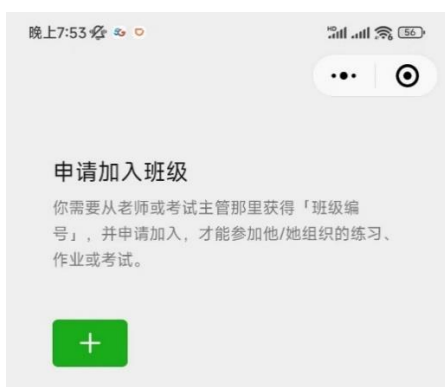 晚上7:53
56
申请加入班级
你需要从老师或考试主管那里获得「班级编
号」，并申请加入，才能参加他/她组织的练习、
作业或考试。